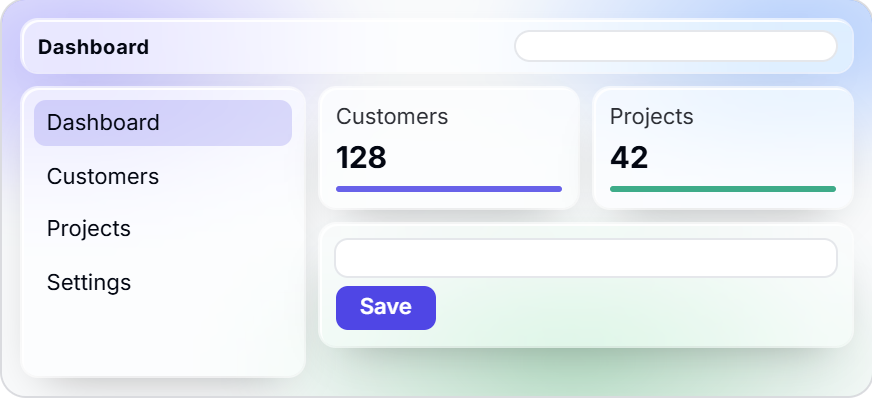 Dashboard
Dashboard
Customers
Projects
Settings
Customers
128
Projects
42
Save